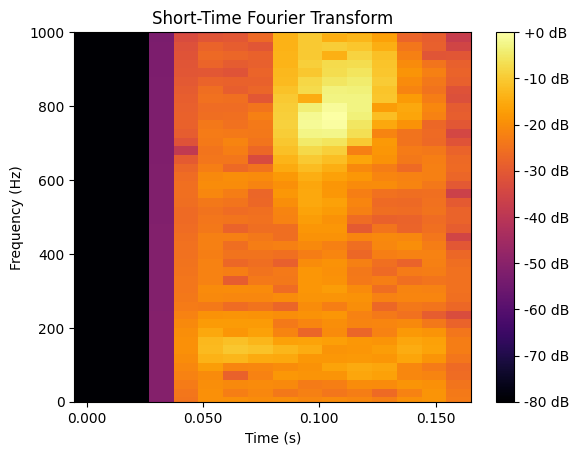 Short-Time Fourier Transform
1000
800
600
400
200
0
Frequency (Hz)
0.000
0.050
0.100
0.150
Time (s)
+0 dB
-10 dB
-20 dB
-30 dB
-40 dB
-50 dB
-60 dB
-70 dB
-80 dB